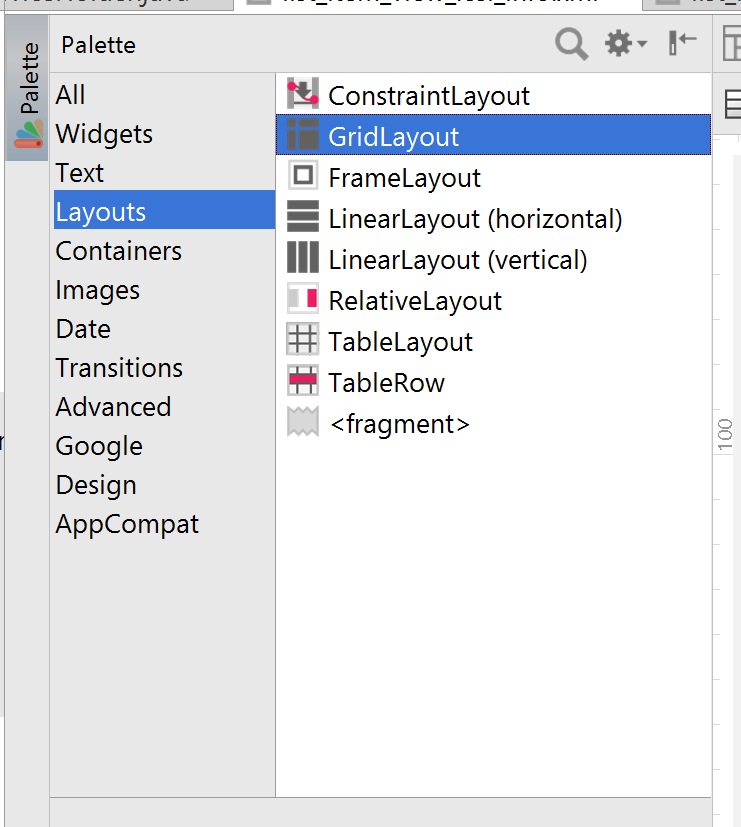 Palette
Palette
All
Widgets
Text
Layouts
Containers
Images
Date
Transitions
Advanced
Google
Design
AppCompat
ConstraintLayout
GridLayout
FrameLayout
LinearLayout (horizontal)
LinearLayout (vertical)
RelativeLayout
TableLayout
TableRow
<fragment>
100